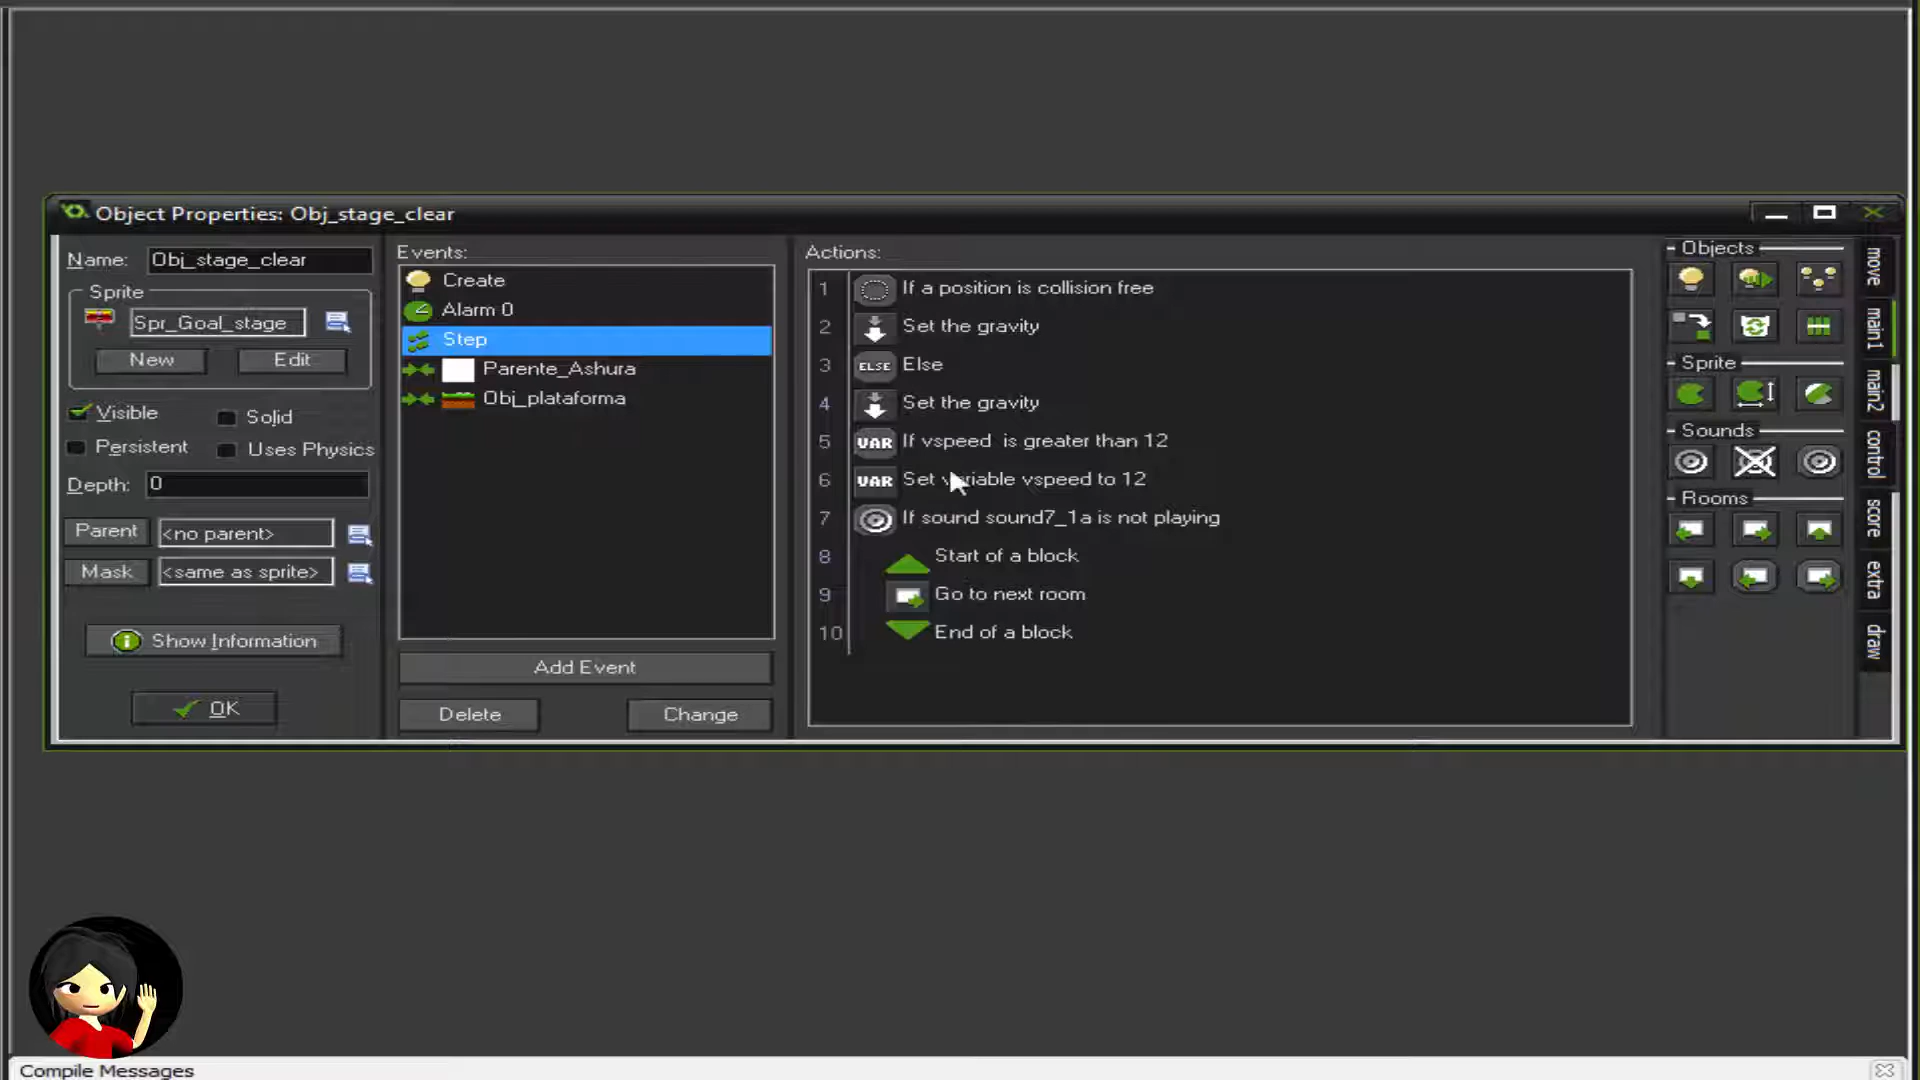 Object Properties: Obj_stage_clear
Name: Obj_stage_clear
Sprite
Spr_Goal_stage
New
Edit
Visible
Solid
Persistent
Uses Physics
Depth: 0
Parent <no parent>
Mask <same as sprite>
Show Information
OK
Events:
Create
Alarm 0
Step
Parente_Ashura
Obj_plataforma
Add Event
Delete
Change
Actions:
1 If a position is collision free
2 Set the gravity
3 ELSE Else
4 Set the gravity
5 VAR If vspeed is greater than 12
6 VAR Set variable vspeed to 12
7 If sound sound7_1a is not playing
8 Start of a block
9 Go to next room
10 End of a block
Objects
Sprite
Sounds
Rooms
move
main1
main2
control
score
extra
draw
Compile Messages